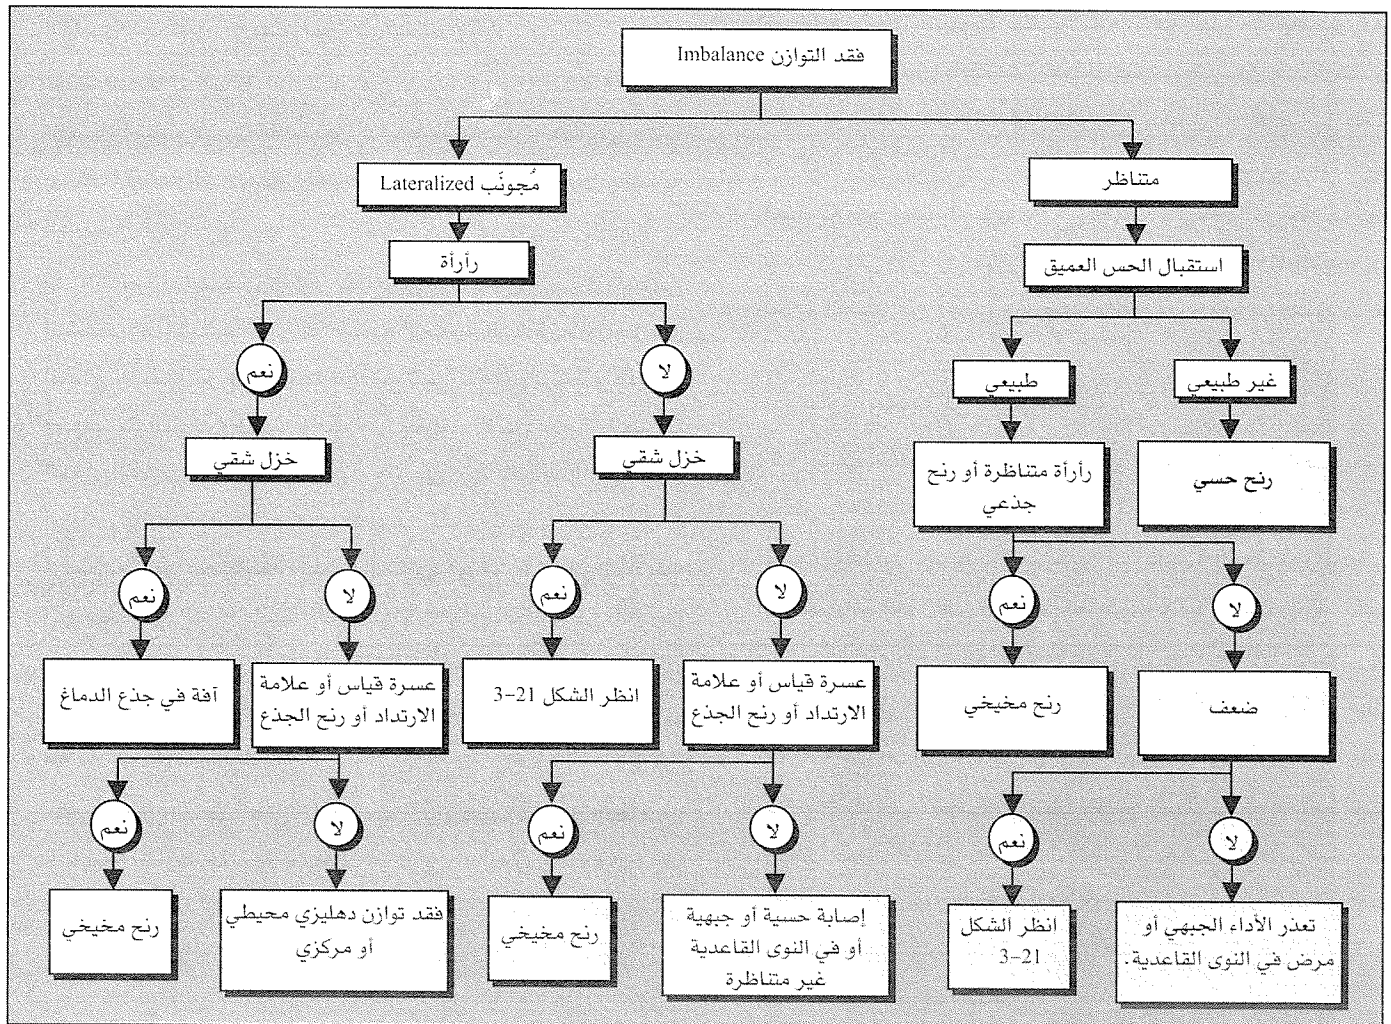 فقد التوازن Imbalance
متناظر
مُجونَب Lateralized
استقبال الحس العميق
رأرأة
غير طبيعي
طبيعي
لا
نعم
رنح حسي
رأرأة متناظرة أو رنح
جذعي
خزل شقي
خزل شقي
لا
نعم
لا
نعم
لا
نعم
ضعف
رنح مخيخي
عسرة قياس أو علامة
الارتداد أو رنح الجذع
انظر الشكل 21-3
عسرة قياس أو علامة
الارتداد أو رنح الجذع
آفة في جذع الدماغ
لا
نعم
لا
نعم
لا
نعم
تعذر الأداء الجبهي أو
مرض في النوى القاعدية.
انظر الشكل
21-3
إصابة حسية أو جبهية
أو في النوى القاعدية
غير متناظرة
رنح مخيخي
فقد توازن دهليزي محيطي
أو مركزي
رنح مخيخي